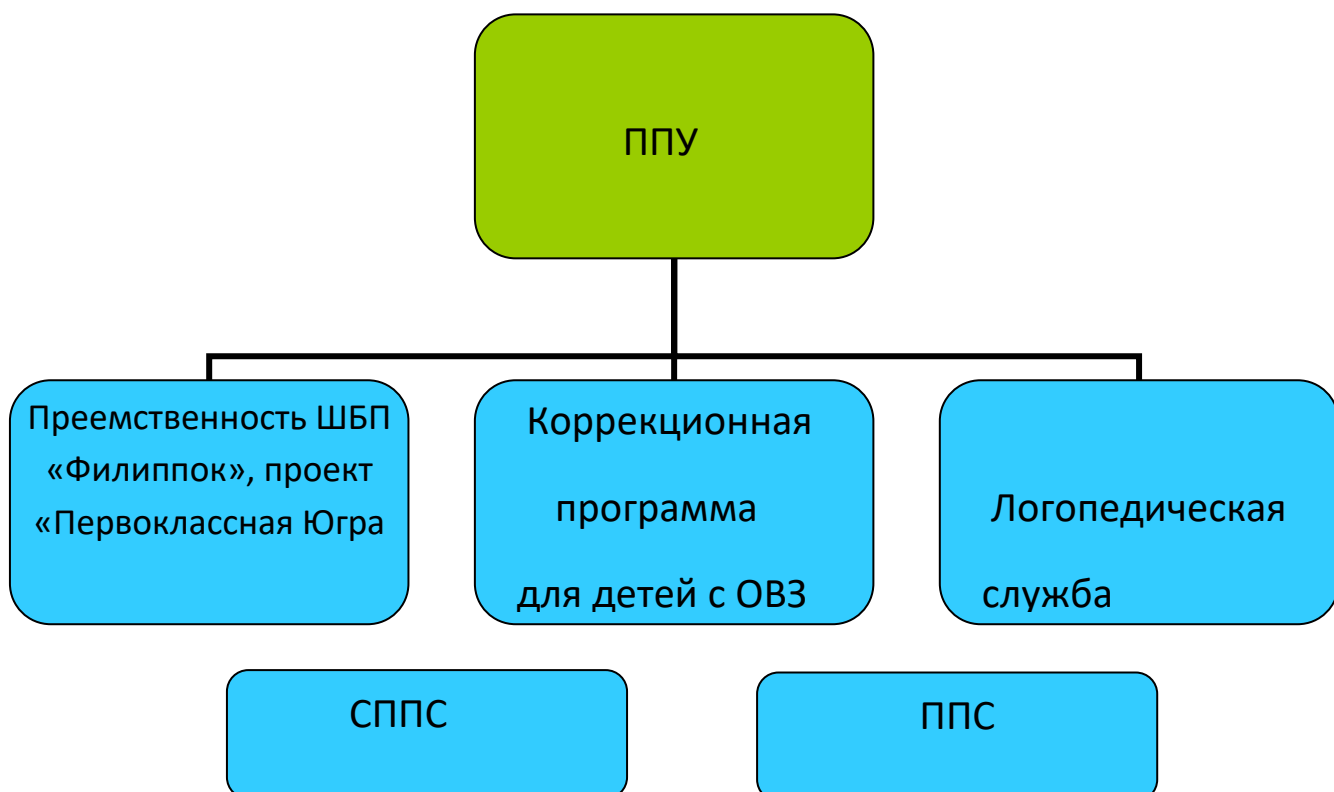 ППУ
Преемственность ШБП
«Филиппок», проект
«Первоклассная Югра
Коррекционная
программа
для детей с ОВЗ
Логопедическая
служба
СППС
ППС